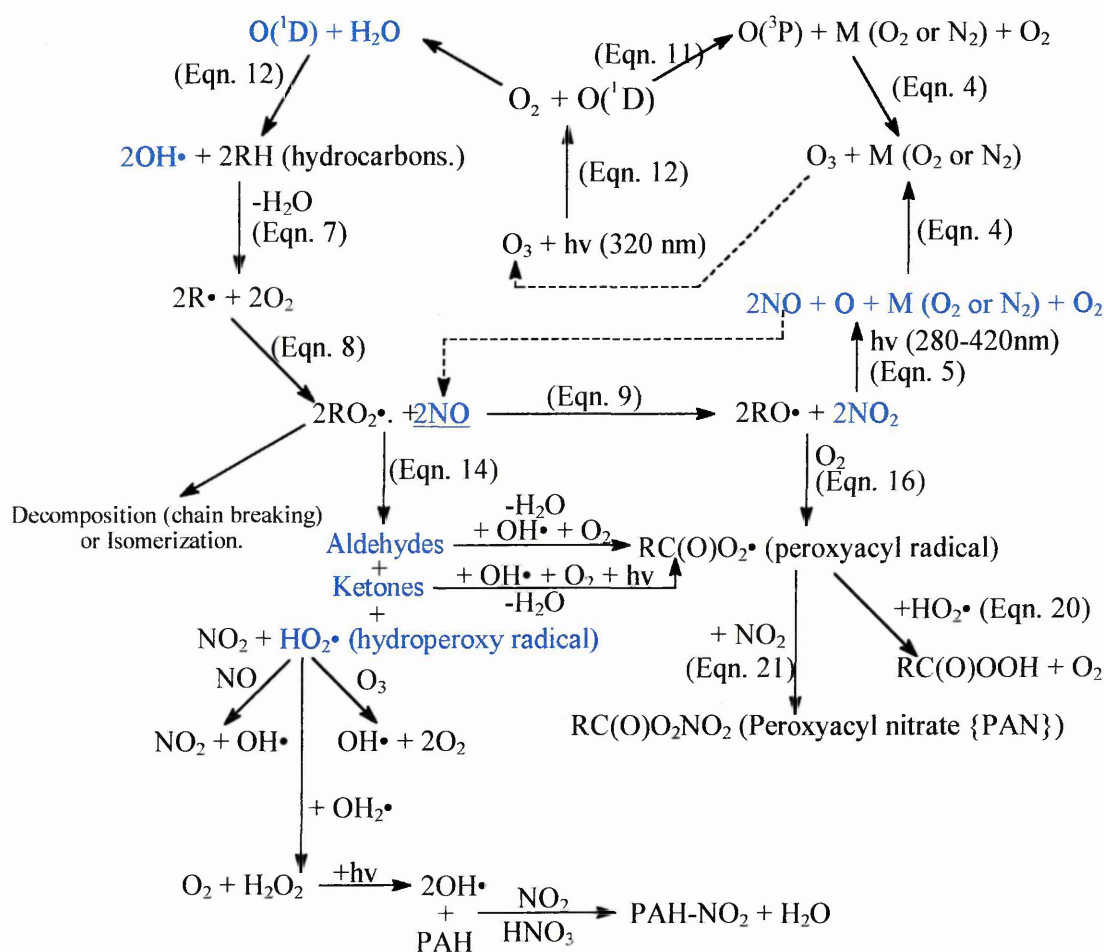 O(¹D) + H₂O
O(³P) + M (O₂ or N₂) + O₂
(Eqn. 12)
(Eqn. 11)
O₂ + O(¹D)
(Eqn. 4)
2OH• + 2RH (hydrocarbons.)
O₃ + M (O₂ or N₂)
(Eqn. 12)
-H₂O
(Eqn. 7)
(Eqn. 4)
O₃ + hv (320 nm)
2R• + 2O₂
2NO + O + M (O₂ or N₂) + O₂
(Eqn. 8)
hv (280-420nm)
(Eqn. 5)
2RO₂•. + 2NO
(Eqn. 9)
2RO• + 2NO₂
(Eqn. 14)
O₂
(Eqn. 16)
Decomposition (chain breaking)
or Isomerization.
-H₂O
+ OH• + O₂
Aldehydes
RC(O)O₂• (peroxyacyl radical)
+
Ketones
+ OH• + O₂ + hv
-H₂O
+
NO₂ + HO₂• (hydroperoxy radical)
+HO₂• (Eqn. 20)
+ NO₂
(Eqn. 21)
RC(O)OOH + O₂
NO
O₃
RC(O)O₂NO₂ (Peroxyacyl nitrate {PAN})
NO₂ + OH•
OH• + 2O₂
+ OH₂•
O₂ + H₂O₂
+hv
2OH•
+
PAH
NO₂
HNO₃
PAH-NO₂ + H₂O